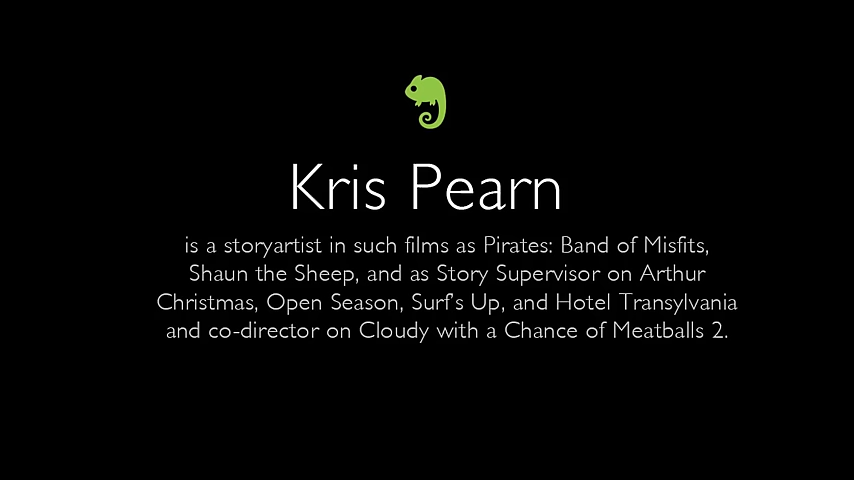 Kris Pearn
is a storyartist in such films as Pirates: Band of Misfits,
Shaun the Sheep, and as Story Supervisor on Arthur
Christmas, Open Season, Surf's Up, and Hotel Transylvania
and co-director on Cloudy with a Chance of Meatballs 2.